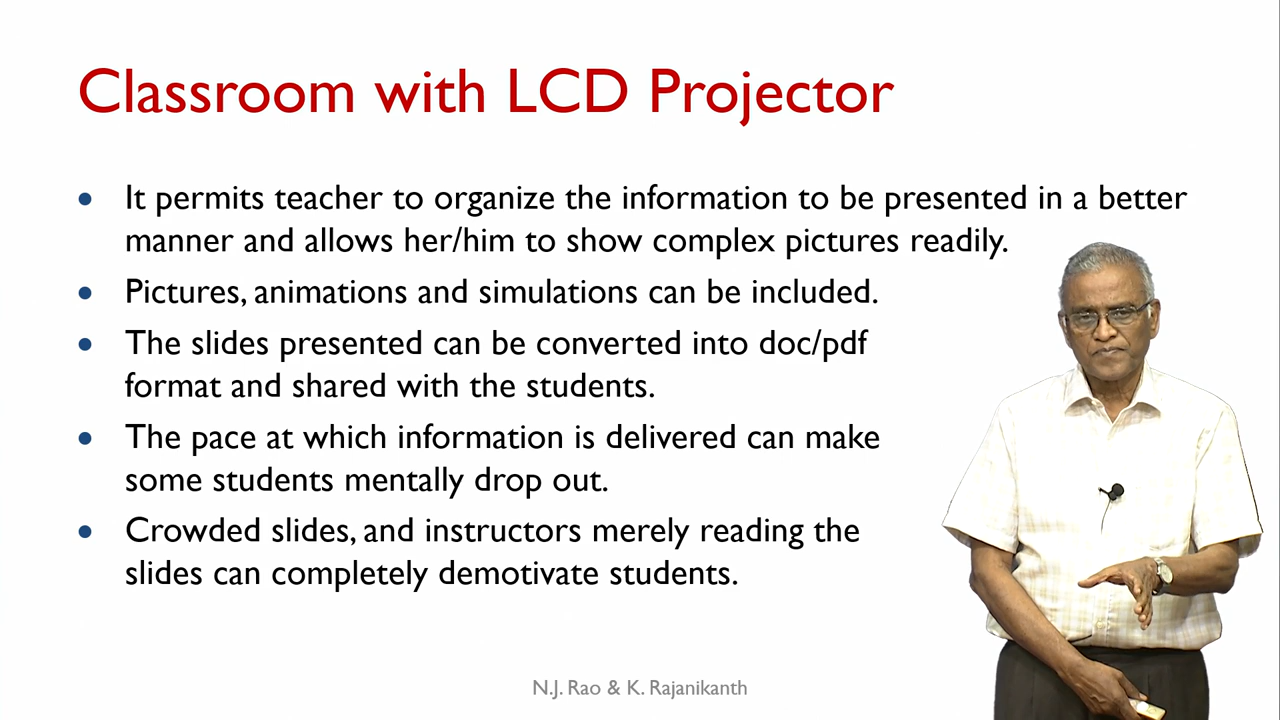 Classroom with LCD Projector
• It permits teacher to organize the information to be presented in a better
manner and allows her/him to show complex pictures readily.
• Pictures, animations and simulations can be included.
• The slides presented can be converted into doc/pdf
format and shared with the students.
• The pace at which information is delivered can make
some students mentally drop out.
• Crowded slides, and instructors merely reading the
slides can completely demotivate students.
N.J. Rao & K. Rajanikanth